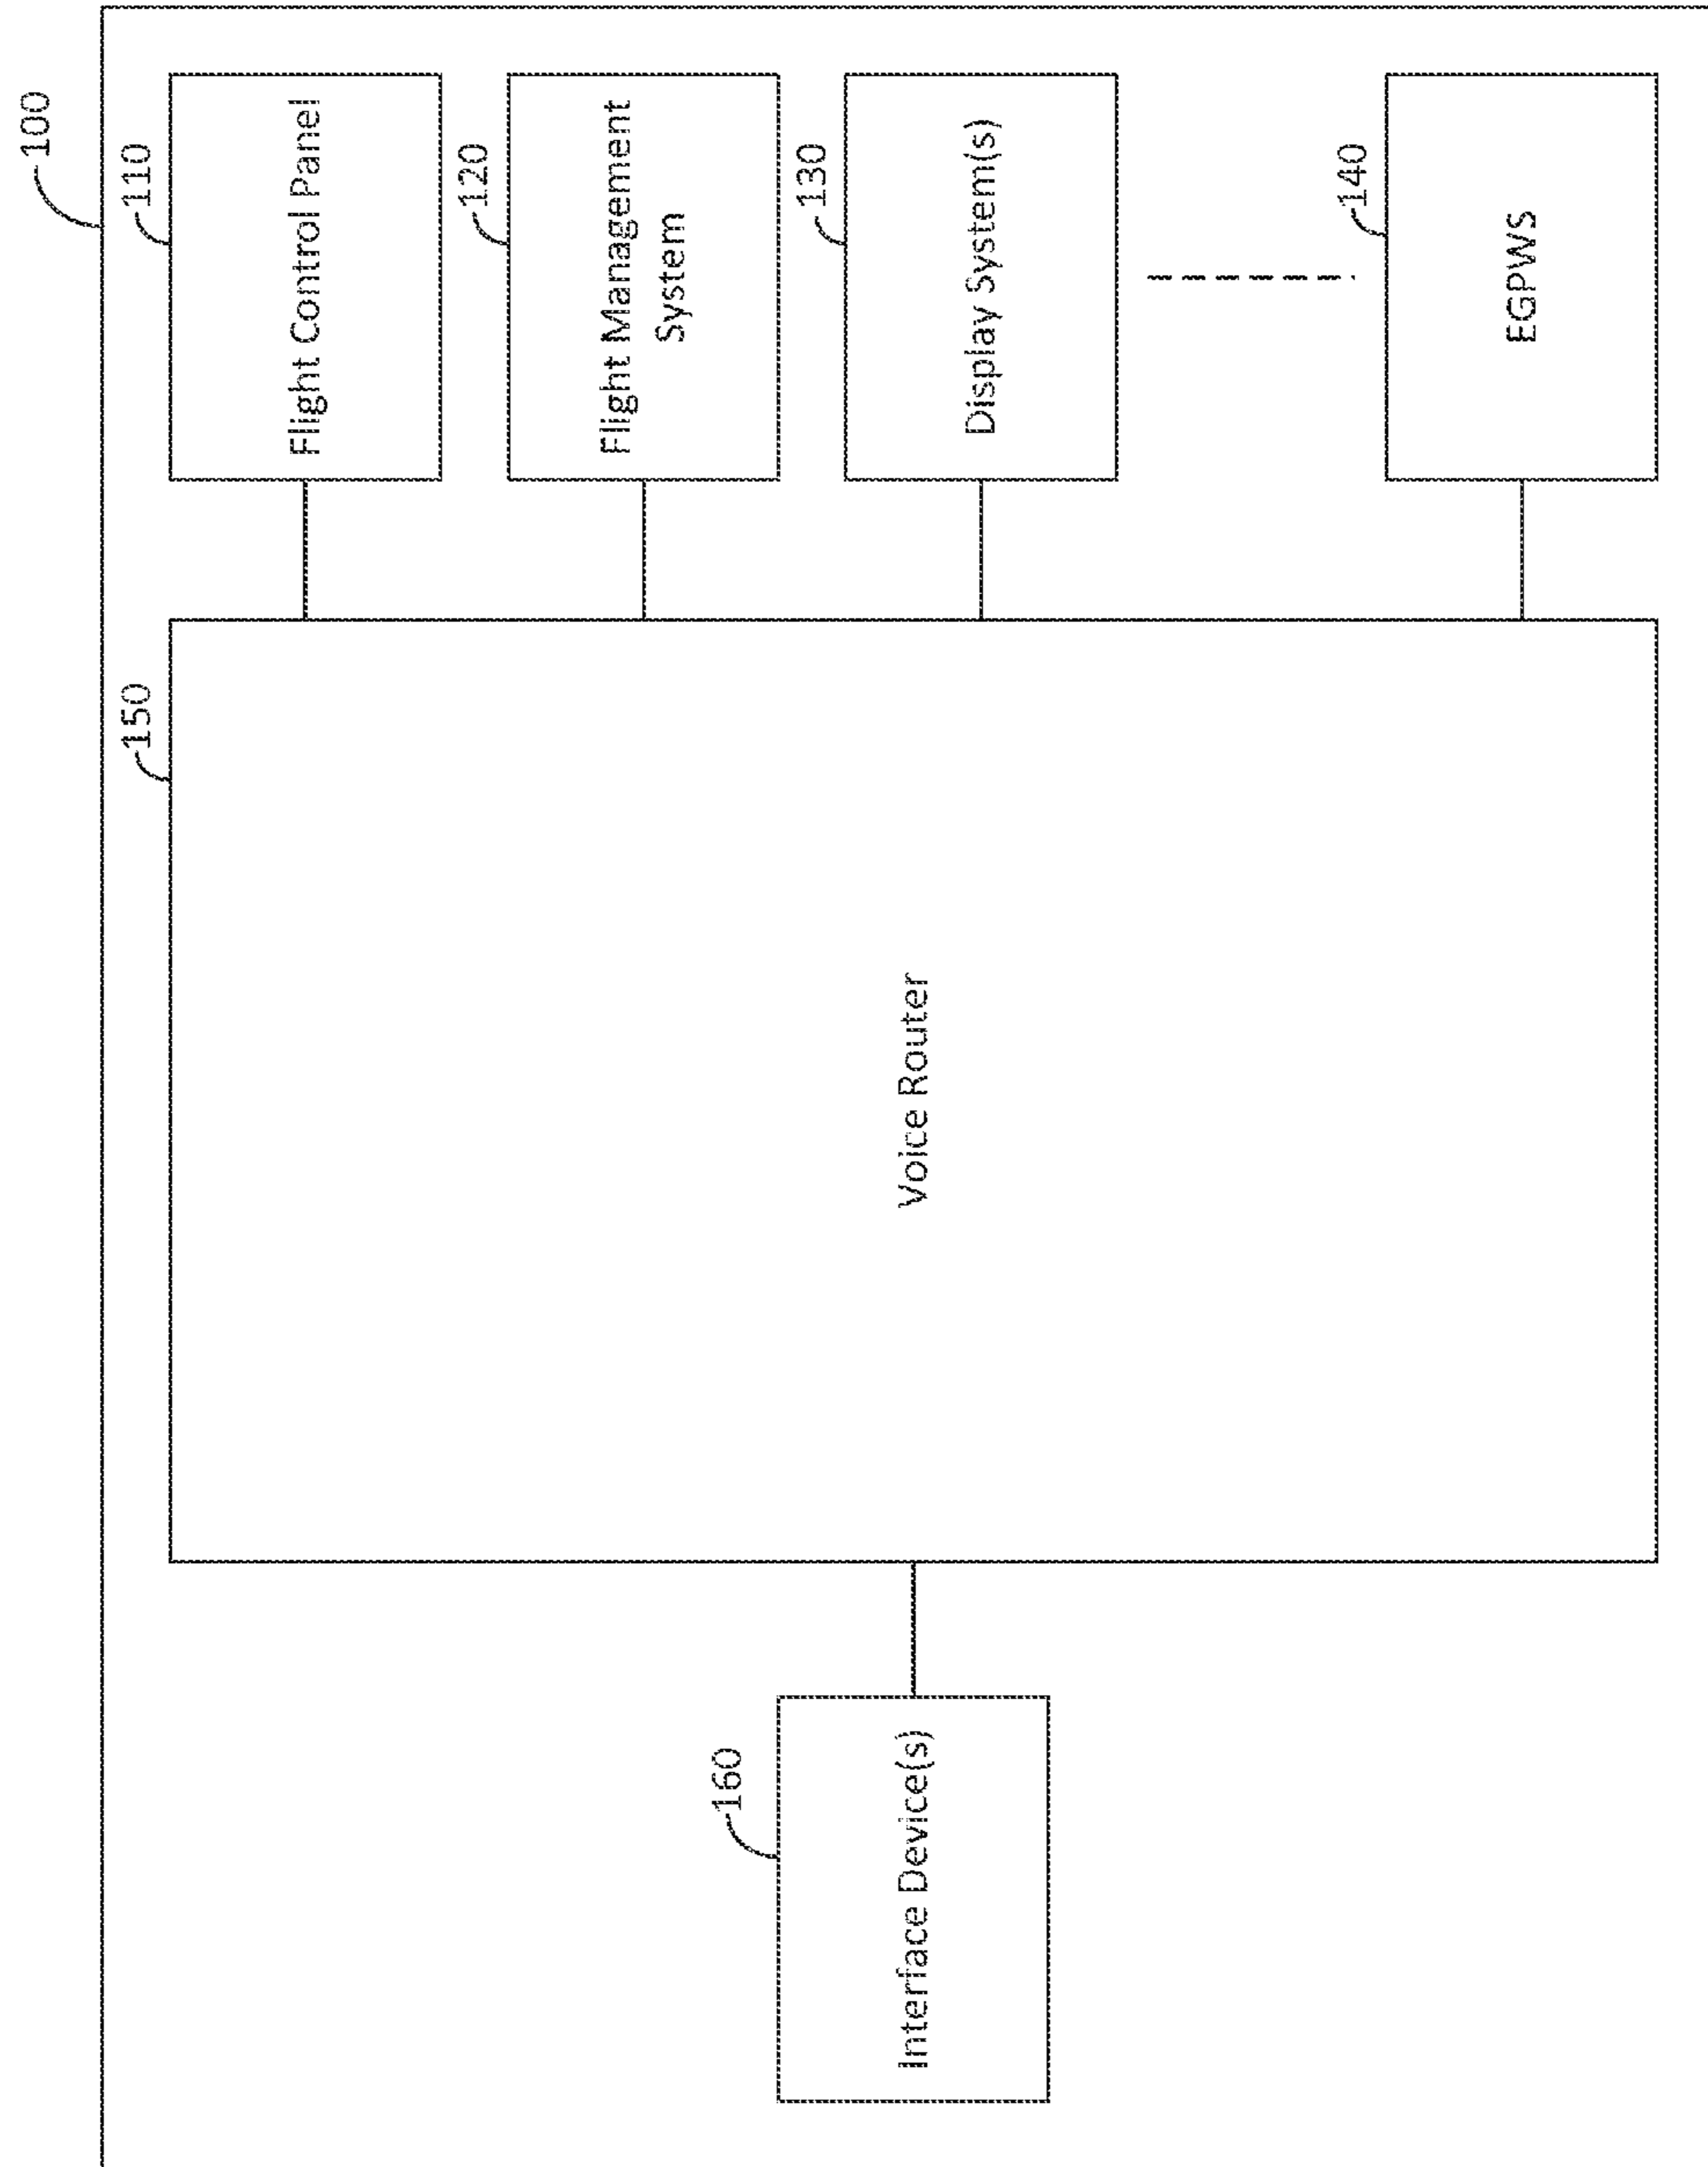 100
110
Flight Control Panel
120
Flight Management
System
130
Display System(s)
140
EGPWS
150
Voice Router
160
Interface Device(s)